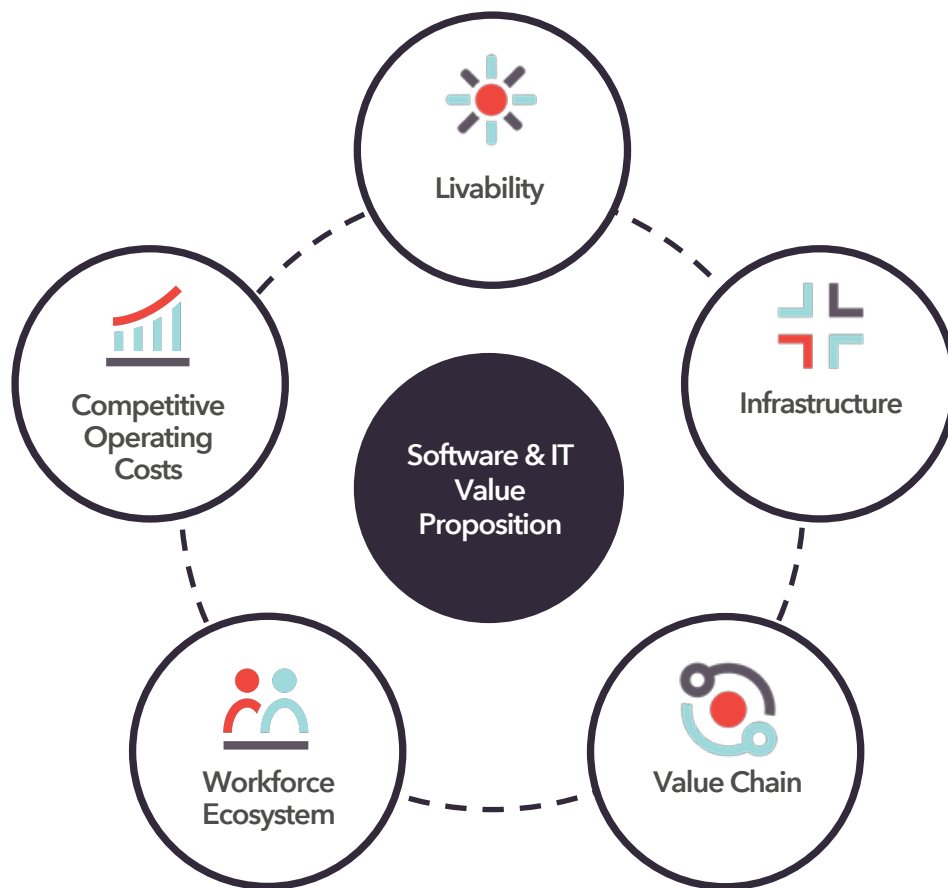 Livability
Infrastructure
Competitive
Operating
Costs
Software & IT
Value
Proposition
Value Chain
Workforce
Ecosystem